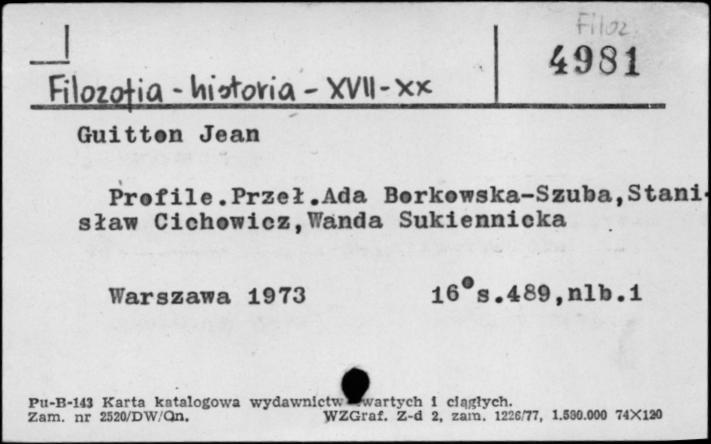 Filoz.
4981
Filozofia - historia - XVII - XX
Guitton Jean
Profile.Przeł.Ada Borkowska-Szuba,Stani-
sław Cichowicz,Wanda Sukiennicka
Warszawa 1973 16° s.489,nlb.1
Pu-B-143 Karta katalogowa wydawnictw zwartych i ciągłych.
Zam. nr 2520/DW/Qn. WZGraf. Z-d 2, zam. 1226/77, 1.580.000 74X120